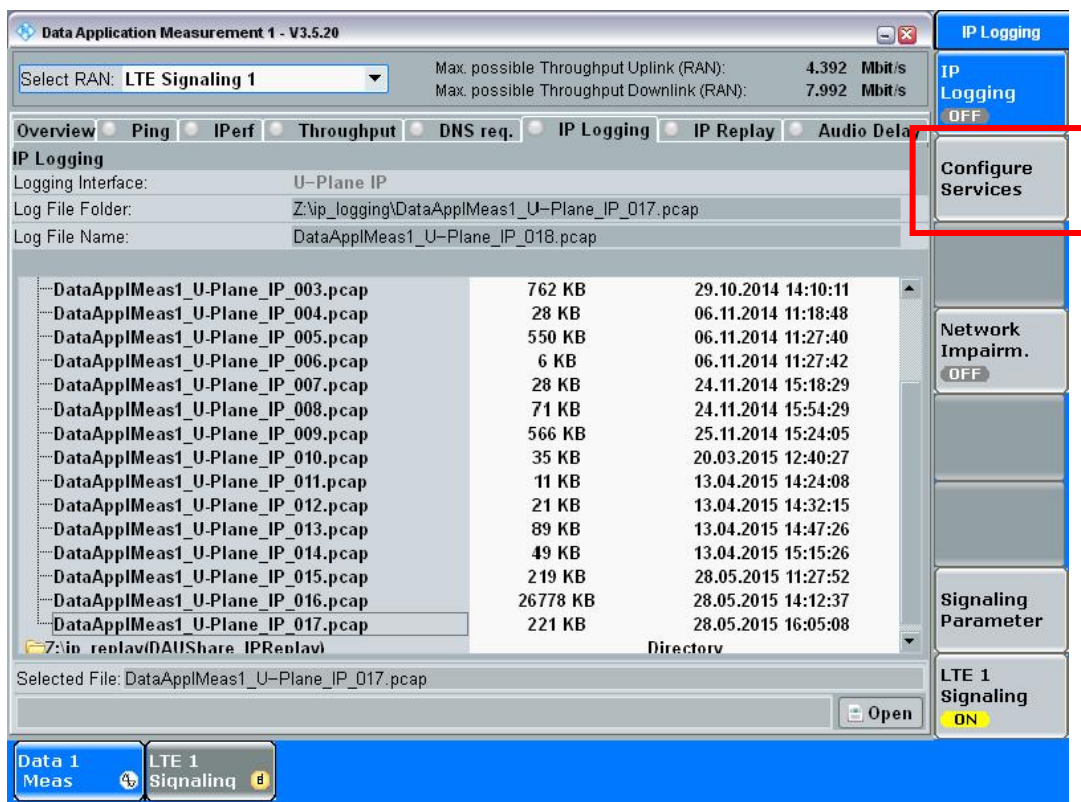 Data Application Measurement 1 - V3.5.20
IP Logging
Select RAN: LTE Signaling 1
Max. possible Throughput Uplink (RAN): 4.392 Mbit/s
Max. possible Throughput Downlink (RAN): 7.992 Mbit/s
IP Logging OFF
Overview Ping IPerf Throughput DNS req. IP Logging IP Replay Audio Delay
IP Logging
Logging Interface: U-Plane IP
Log File Folder: Z:\ip_logging\DataApplMeas1_U-Plane_IP_017.pcap
Log File Name: DataApplMeas1_U-Plane_IP_018.pcap
Configure Services
DataApplMeas1_U-Plane_IP_003.pcap 762 KB 29.10.2014 14:10:11
DataApplMeas1_U-Plane_IP_004.pcap 28 KB 06.11.2014 11:18:48
DataApplMeas1_U-Plane_IP_005.pcap 550 KB 06.11.2014 11:27:40
DataApplMeas1_U-Plane_IP_006.pcap 6 KB 06.11.2014 11:27:42
DataApplMeas1_U-Plane_IP_007.pcap 28 KB 24.11.2014 15:18:29
DataApplMeas1_U-Plane_IP_008.pcap 71 KB 24.11.2014 15:54:29
DataApplMeas1_U-Plane_IP_009.pcap 566 KB 25.11.2014 15:24:05
DataApplMeas1_U-Plane_IP_010.pcap 35 KB 20.03.2015 12:40:27
DataApplMeas1_U-Plane_IP_011.pcap 11 KB 13.04.2015 14:24:08
DataApplMeas1_U-Plane_IP_012.pcap 21 KB 13.04.2015 14:32:15
DataApplMeas1_U-Plane_IP_013.pcap 89 KB 13.04.2015 14:47:26
DataApplMeas1_U-Plane_IP_014.pcap 49 KB 13.04.2015 15:15:26
DataApplMeas1_U-Plane_IP_015.pcap 219 KB 28.05.2015 11:27:52
DataApplMeas1_U-Plane_IP_016.pcap 26778 KB 28.05.2015 14:12:37
DataApplMeas1_U-Plane_IP_017.pcap 221 KB 28.05.2015 16:05:08
Z:\ip_replay(DAUShare_IPReplay) Directory
Network Impairm. OFF
Signaling Parameter
Selected File: DataApplMeas1_U-Plane_IP_017.pcap
Open
LTE 1 Signaling ON
Data 1 Meas
LTE 1 Signaling